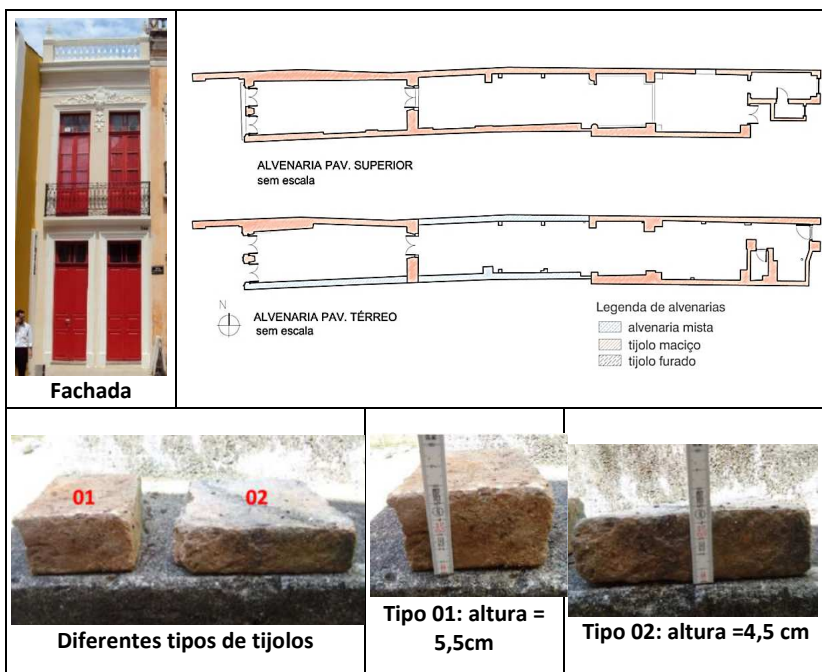 Fachada
ALVENARIA PAV. SUPERIOR
sem escala
N
ALVENARIA PAV. TÉRREO
sem escala
Legenda de alvenarias
alvenaria mista
tijolo maciço
tijolo furado
01
02
Diferentes tipos de tijolos
Tipo 01: altura =
5,5cm
Tipo 02: altura =4,5 cm